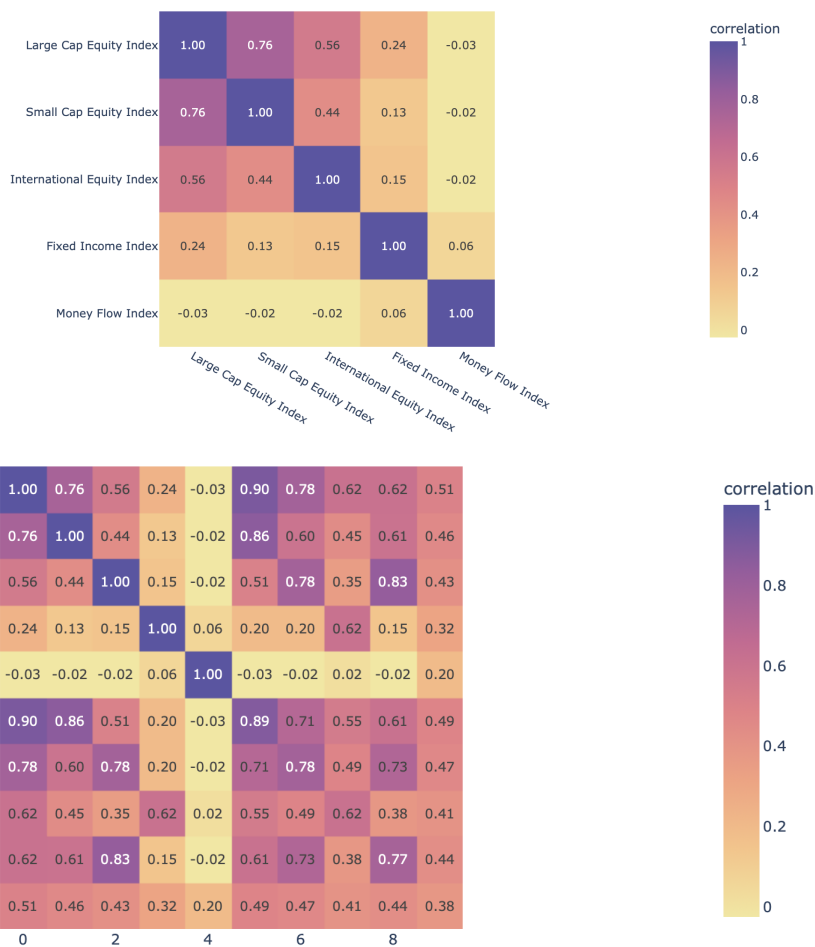 correlation
Large Cap Equity Index 1.00 0.76 0.56 0.24 -0.03 1
0.8
Small Cap Equity Index 0.76 1.00 0.44 0.13 -0.02
0.6
International Equity Index 0.56 0.44 1.00 0.15 -0.02
0.4
Fixed Income Index 0.24 0.13 0.15 1.00 0.06
0.2
Money Flow Index -0.03 -0.02 -0.02 0.06 1.00
0
Large Cap Equity Index
Small Cap Equity Index
International Equity Index
Fixed Income Index
Money Flow Index
correlation
1.00 0.76 0.56 0.24 -0.03 0.90 0.78 0.62 0.62 0.51
1
0.76 1.00 0.44 0.13 -0.02 0.86 0.60 0.45 0.61 0.46
0.56 0.44 1.00 0.15 -0.02 0.51 0.78 0.35 0.83 0.43
0.8
0.24 0.13 0.15 1.00 0.06 0.20 0.20 0.62 0.15 0.32
0.6
-0.03 -0.02 -0.02 0.06 1.00 -0.03 -0.02 0.02 -0.02 0.20
0.90 0.86 0.51 0.20 -0.03 0.89 0.71 0.55 0.61 0.49
0.4
0.78 0.60 0.78 0.20 -0.02 0.71 0.78 0.49 0.73 0.47
0.62 0.45 0.35 0.62 0.02 0.55 0.49 0.62 0.38 0.41
0.2
0.62 0.61 0.83 0.15 -0.02 0.61 0.73 0.38 0.77 0.44
0.51 0.46 0.43 0.32 0.20 0.49 0.47 0.41 0.44 0.38
0
0 2 4 6 8